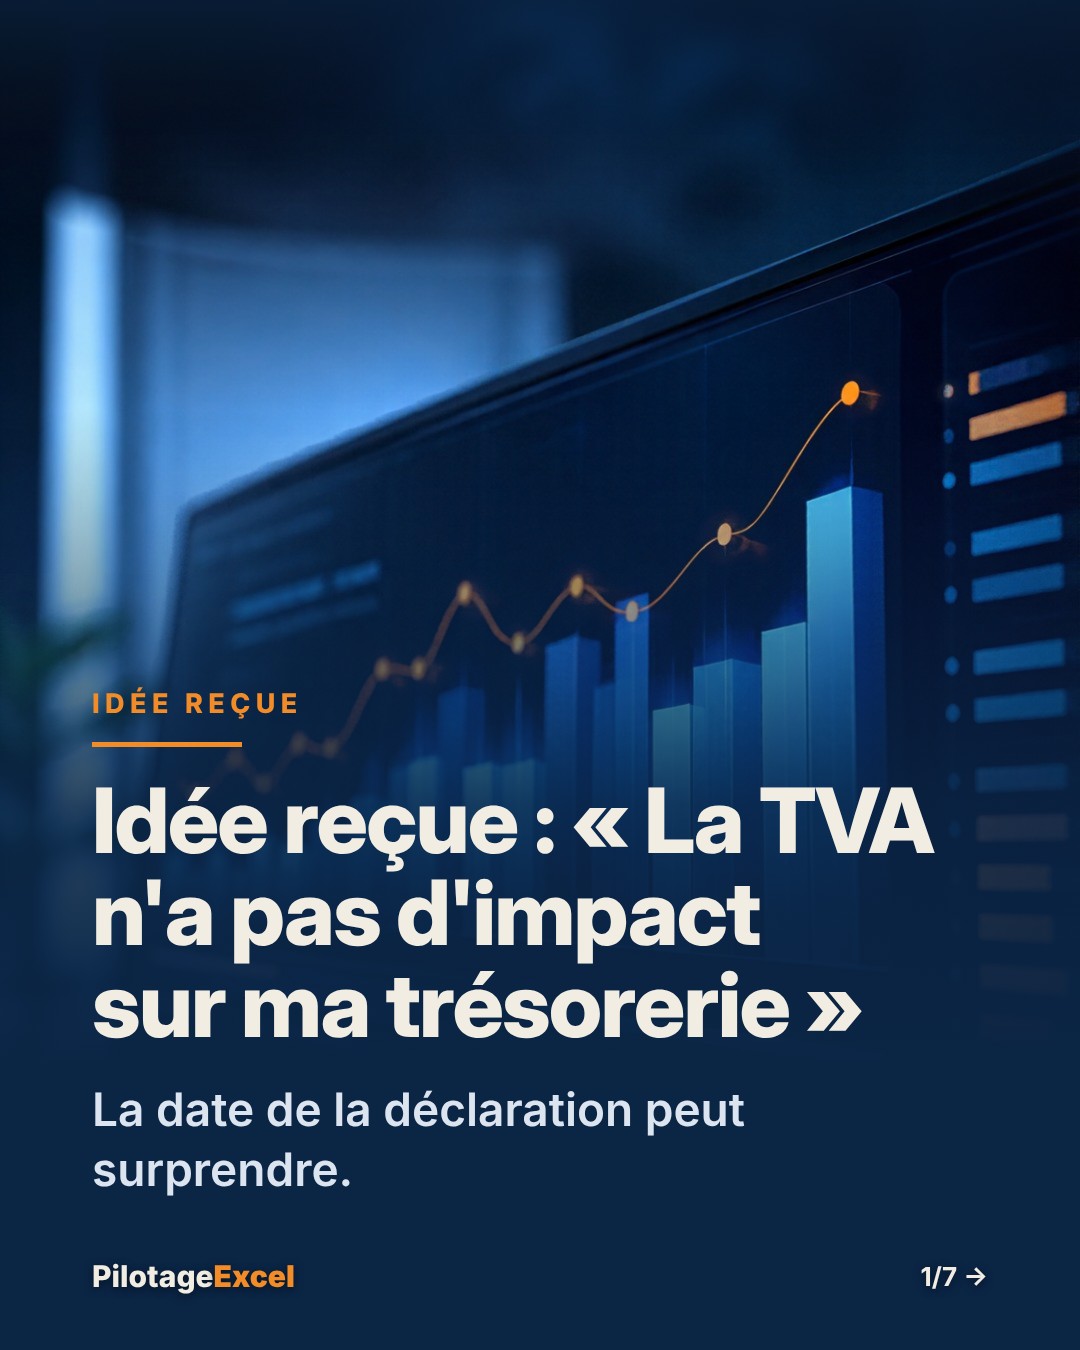 IDÉE REÇUE
Idée reçue : « La TVA
n'a pas d'impact
sur ma trésorerie »
La date de la déclaration peut
surprendre.
PilotageExcel
1/7 →